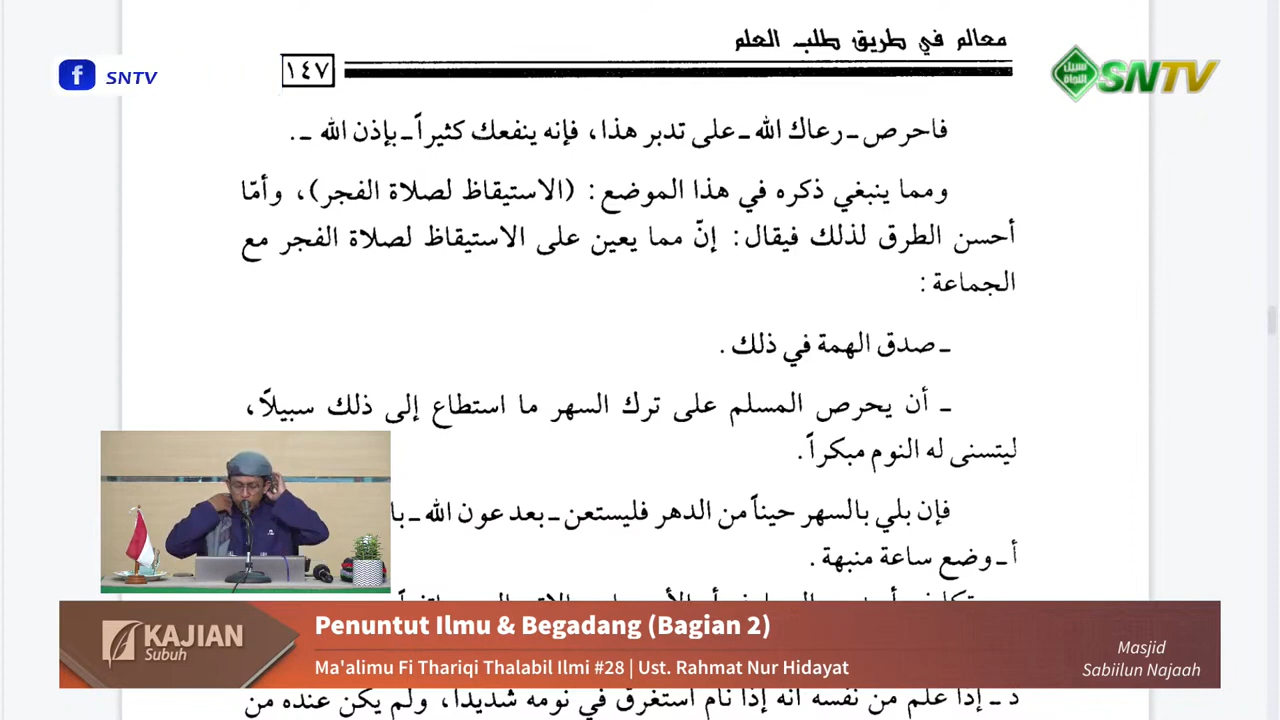 معالم في طريق طلب العلم
١٤٧
SNTV
سبيل النجاة
SNTV
فاحرص ـ رعاك الله ـ على تدبر هذا، فإنه ينفعك كثيراً ـ بإذن الله ـ.
ومما ينبغي ذكره في هذا الموضع: (الاستيقاظ لصلاة الفجر)، وأمّا
أحسن الطرق لذلك فيقال: إنّ مما يعين على الاستيقاظ لصلاة الفجر مع
الجماعة:
ـ صدق الهمة في ذلك.
ـ أن يحرص المسلم على ترك السهر ما استطاع إلى ذلك سبيلاً،
ليتسنى له النوم مبكراً.
فإن بلي بالسهر حيناً من الدهر فليستعن ـ بعد عون الله ـ
أ ـ وضع ساعة منبهة.
KAJIAN
Subuh
Penuntut Ilmu & Begadang (Bagian 2)
Ma'alimu Fi Thariqi Thalabil Ilmi #28 | Ust. Rahmat Nur Hidayat
Masjid
Sabiilun Najaah
د ـ إذا علم من نفسه أنه إذا نام استغرق في نومه شديداً، ولم يكن عنده من